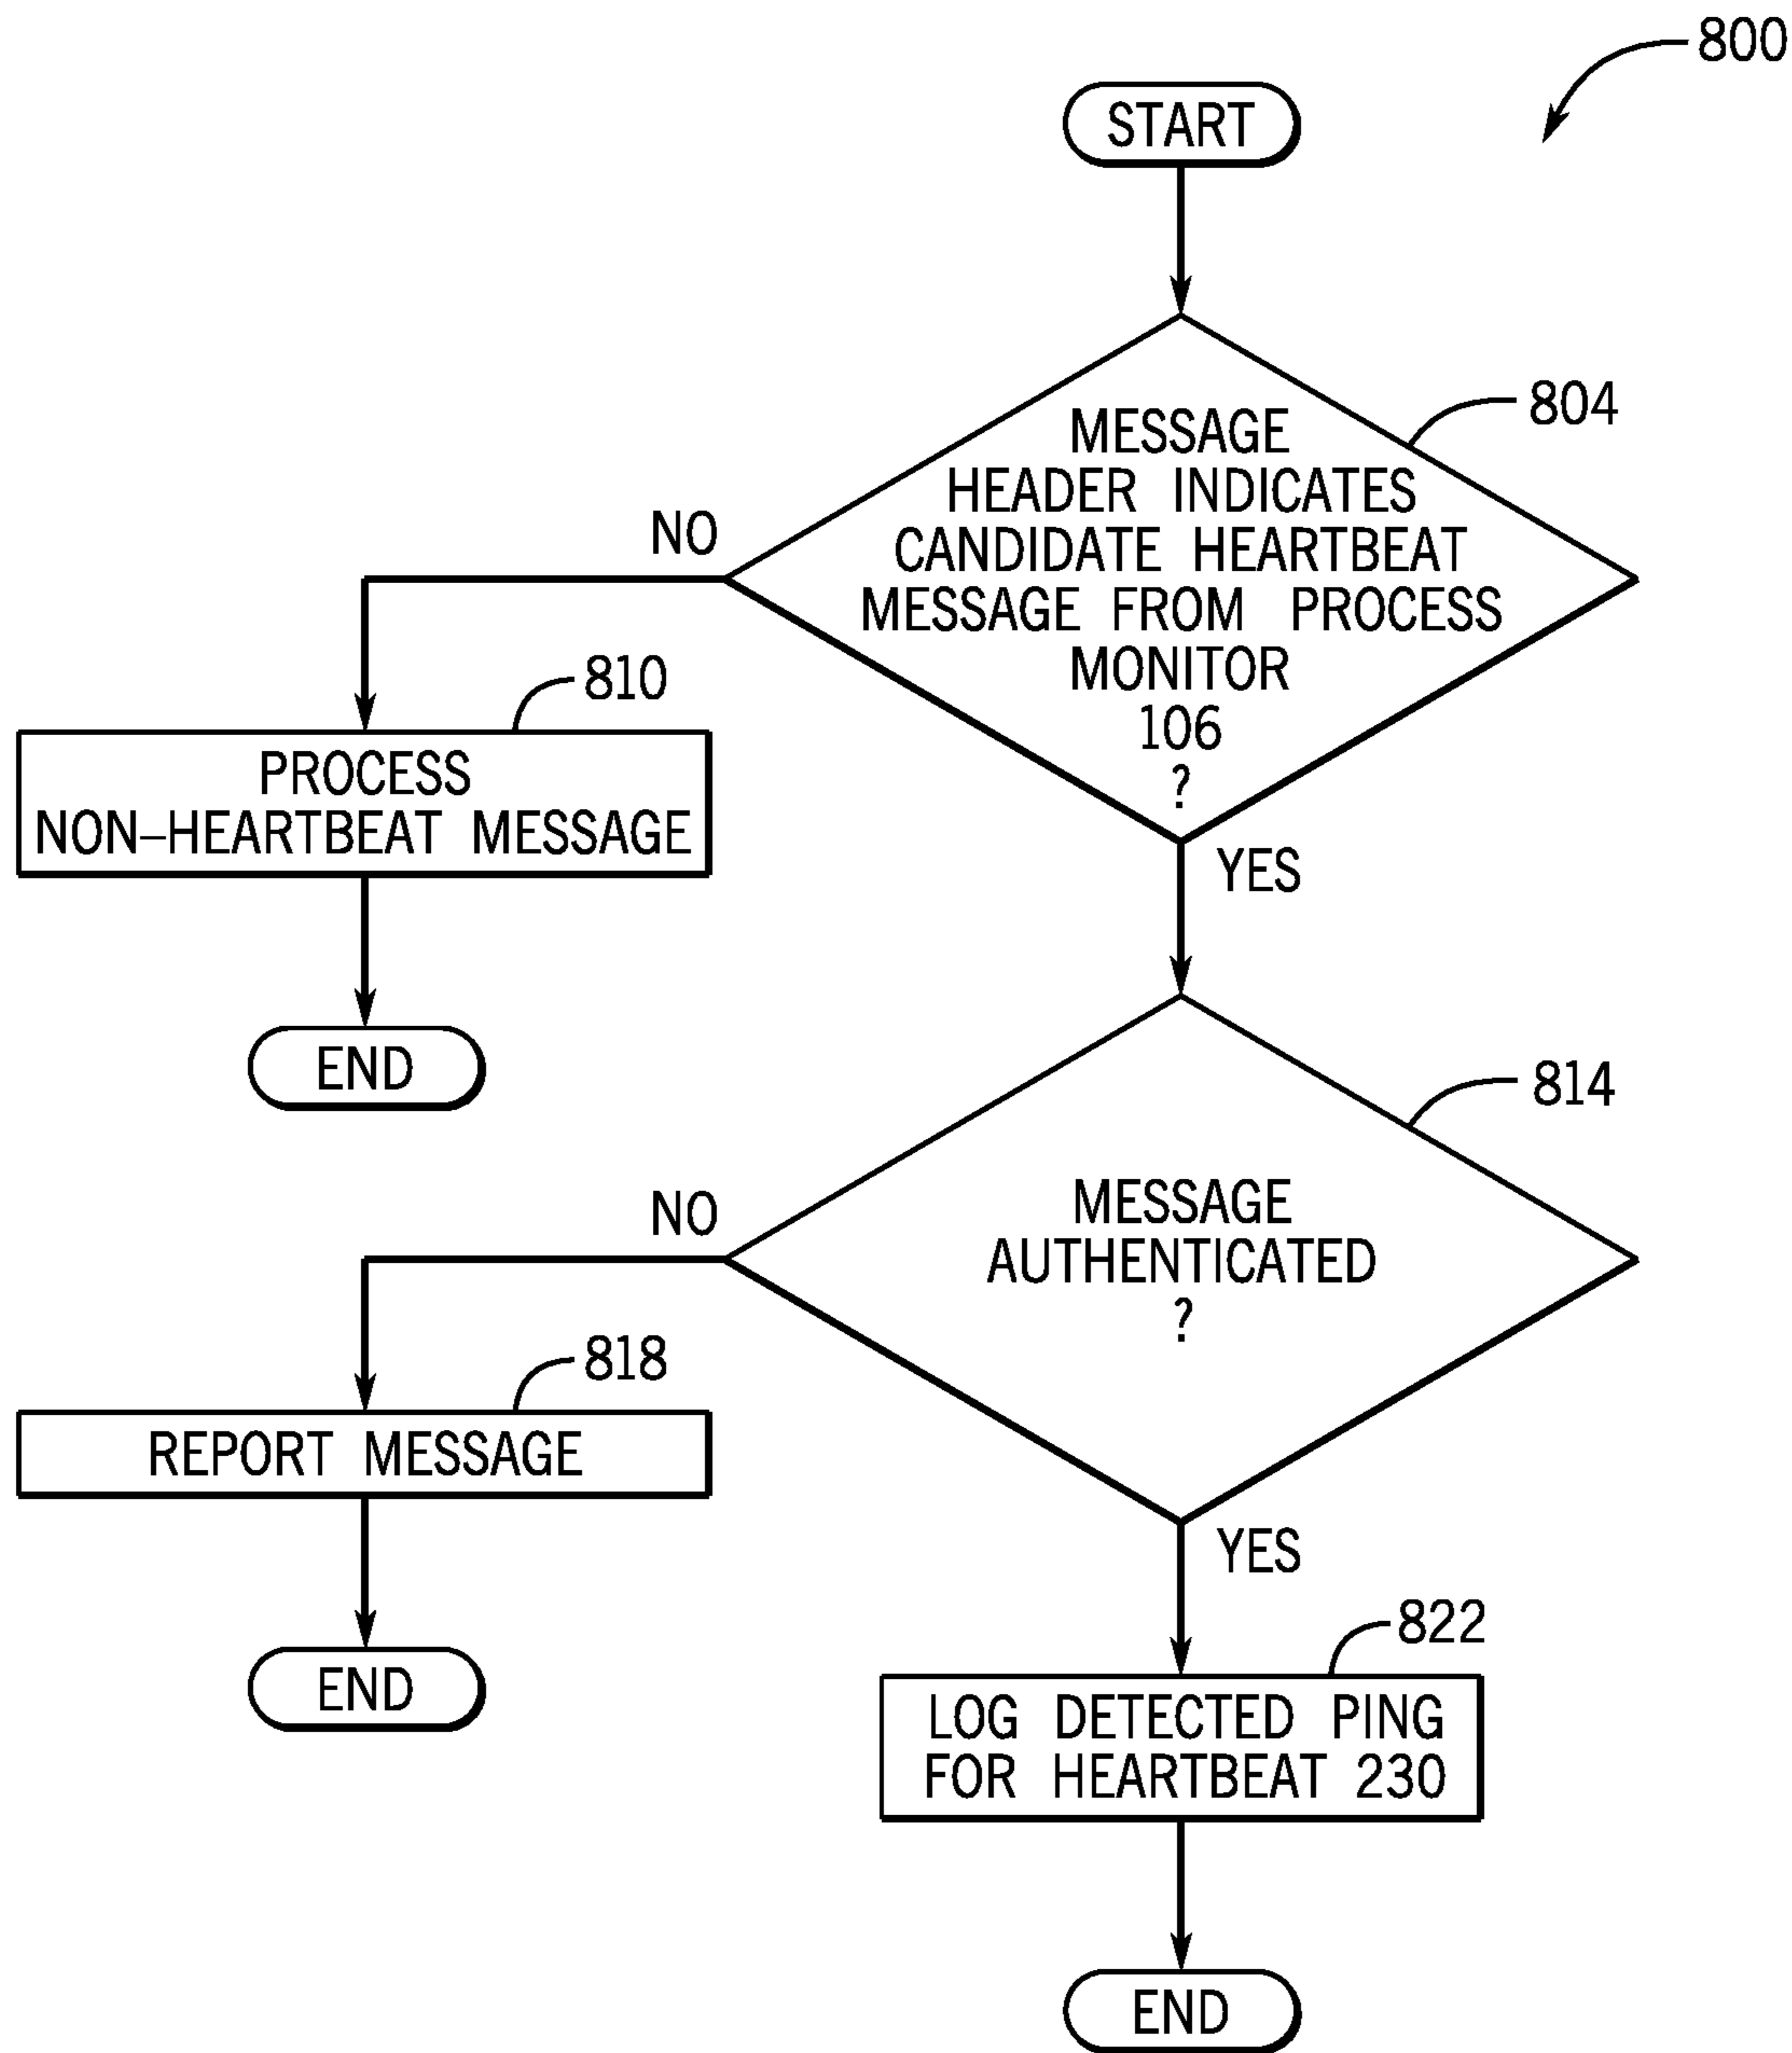 800
START
804
MESSAGE
HEADER INDICATES
CANDIDATE HEARTBEAT
MESSAGE FROM PROCESS
MONITOR
106
?
NO
810
PROCESS
NON–HEARTBEAT MESSAGE
YES
END
814
MESSAGE
AUTHENTICATED
?
NO
818
REPORT MESSAGE
YES
822
END
LOG DETECTED PING
FOR HEARTBEAT 230
END